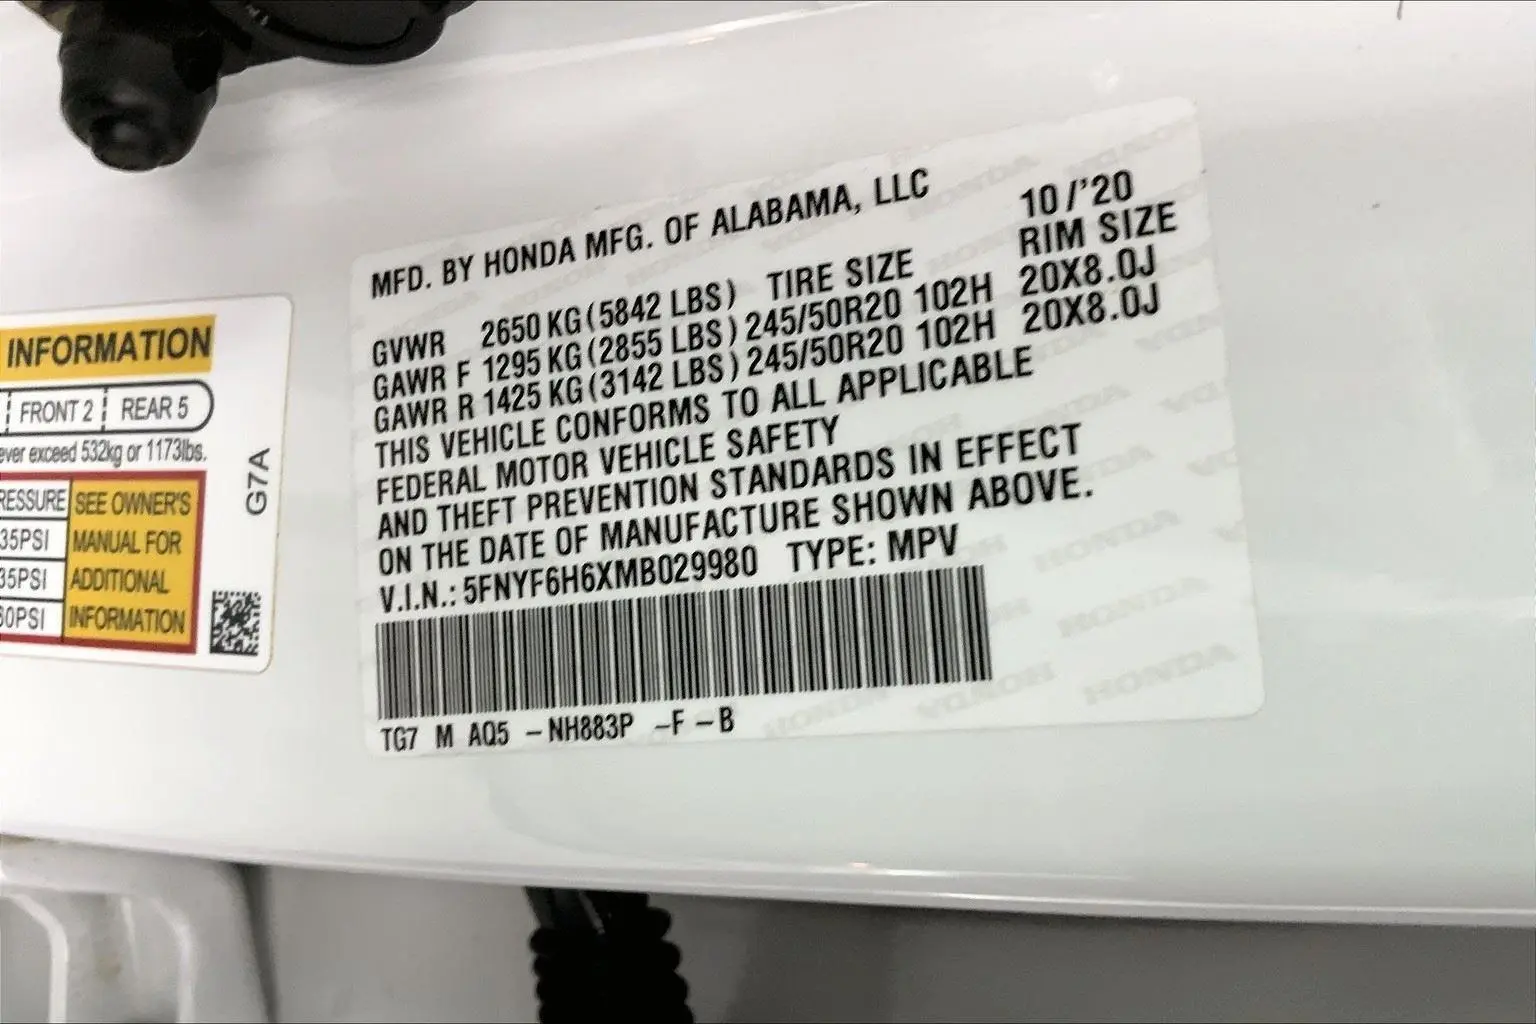 INFORMATION
FRONT 2 REAR 5
ever exceed 532kg or 1173lbs.
RESSURE SEE OWNER'S
35PSI MANUAL FOR
35PSI ADDITIONAL
60PSI INFORMATION
G7A
MFD. BY HONDA MFG. OF ALABAMA, LLC 10/'20
GVWR 2650 KG (5842 LBS) TIRE SIZE RIM SIZE
GAWR F 1295 KG (2855 LBS) 245/50R20 102H 20X8.0J
GAWR R 1425 KG (3142 LBS) 245/50R20 102H 20X8.0J
THIS VEHICLE CONFORMS TO ALL APPLICABLE
FEDERAL MOTOR VEHICLE SAFETY
AND THEFT PREVENTION STANDARDS IN EFFECT
ON THE DATE OF MANUFACTURE SHOWN ABOVE.
V.I.N.: 5FNYF6H6XMB029980 TYPE: MPV
TG7 M AQ5 -NH883P -F -B